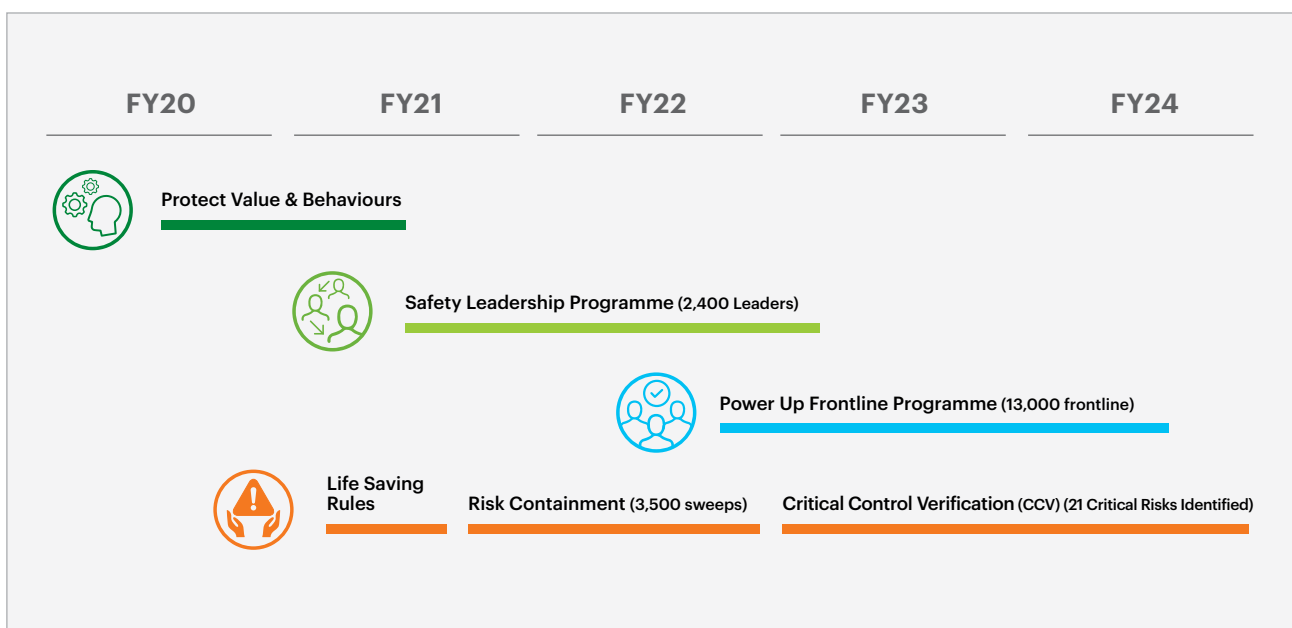 FY20
FY21
FY22
FY23
FY24
Protect Value & Behaviours
Safety Leadership Programme (2,400 Leaders)
Power Up Frontline Programme (13,000 frontline)
Life Saving
Rules
Risk Containment (3,500 sweeps)
Critical Control Verification (CCV) (21 Critical Risks Identified)